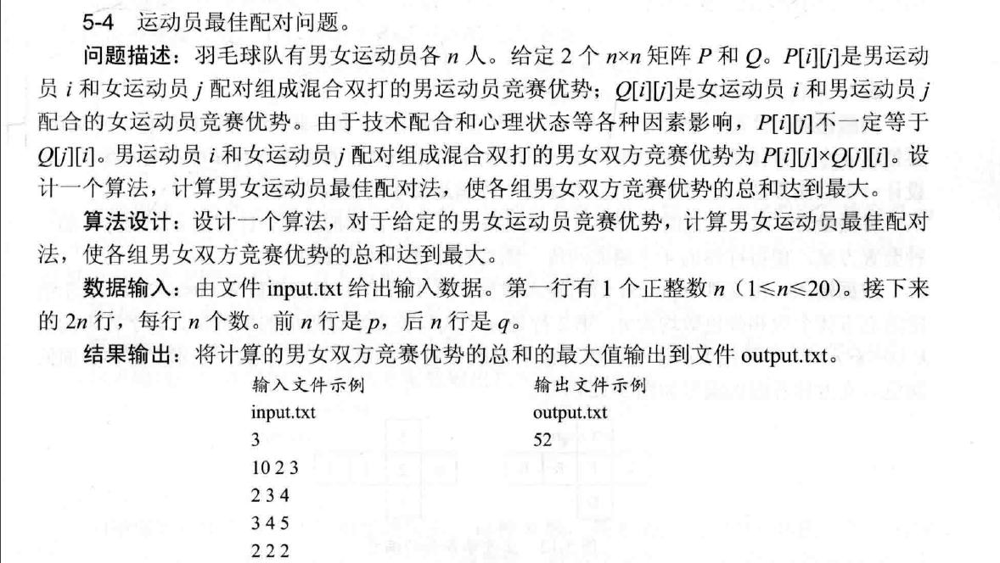 5-4 运动员最佳配对问题。
问题描述：羽毛球队有男女运动员各 n 人。给定 2 个 n×n 矩阵 P 和 Q。P[i][j]是男运动
员 i 和女运动员 j 配对组成混合双打的男运动员竞赛优势；Q[i][j]是女运动员 i 和男运动员 j
配合的女运动员竞赛优势。由于技术配合和心理状态等各种因素影响，P[i][j]不一定等于
Q[j][i]。男运动员 i 和女运动员 j 配对组成混合双打的男女双方竞赛优势为 P[i][j]×Q[j][i]。设
计一个算法，计算男女运动员最佳配对法，使各组男女双方竞赛优势的总和达到最大。
算法设计：设计一个算法，对于给定的男女运动员竞赛优势，计算男女运动员最佳配对
法，使各组男女双方竞赛优势的总和达到最大。
数据输入：由文件 input.txt 给出输入数据。第一行有 1 个正整数 n（1≤n≤20）。接下来
的 2n 行，每行 n 个数。前 n 行是 p，后 n 行是 q。
结果输出：将计算的男女双方竞赛优势的总和的最大值输出到文件 output.txt。
输入文件示例 输出文件示例
input.txt output.txt
3 52
10 2 3
2 3 4
3 4 5
2 2 2